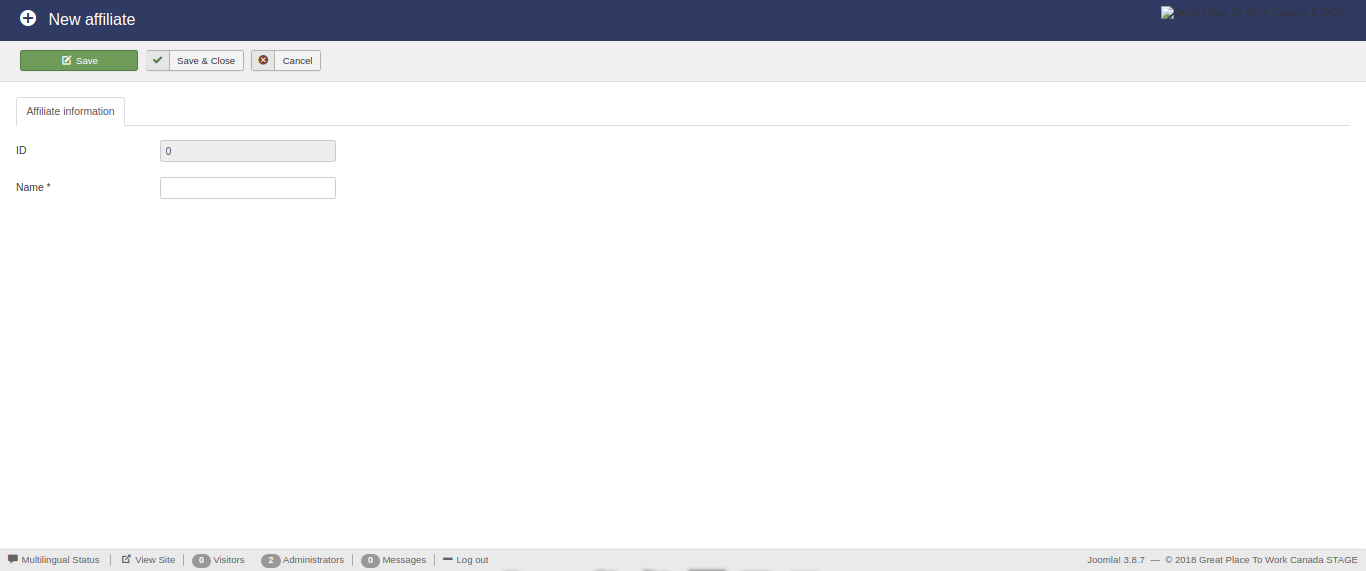 New affiliate
Great Place To Work Canada STAGE
Save
Save & Close
Cancel
Affiliate information
ID
0
Name *
Multilingual Status
View Site
0 Visitors
2 Administrators
0 Messages
Log out
Joomla! 3.8.7 — © 2018 Great Place To Work Canada STAGE